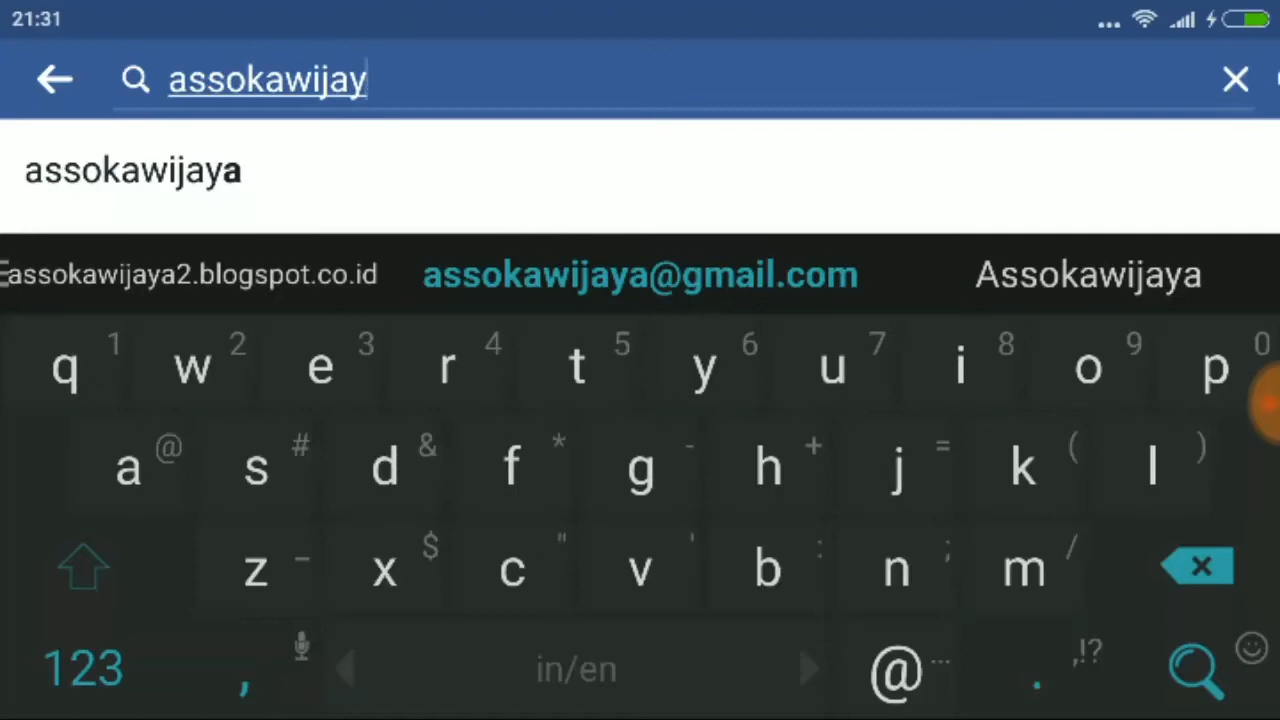 21:31
assokawijay
assokawijaya
assokawijaya2.blogspot.co.id assokawijaya@gmail.com Assokawijaya
1 2 3 4 5 6 7 8 9 0
q w e r t y u i o p
@ # & * - + = ( )
a s d f g h j k l
_ $ " ' : ; /
z x c v b n m
123 , in/en @ ... . ,!?